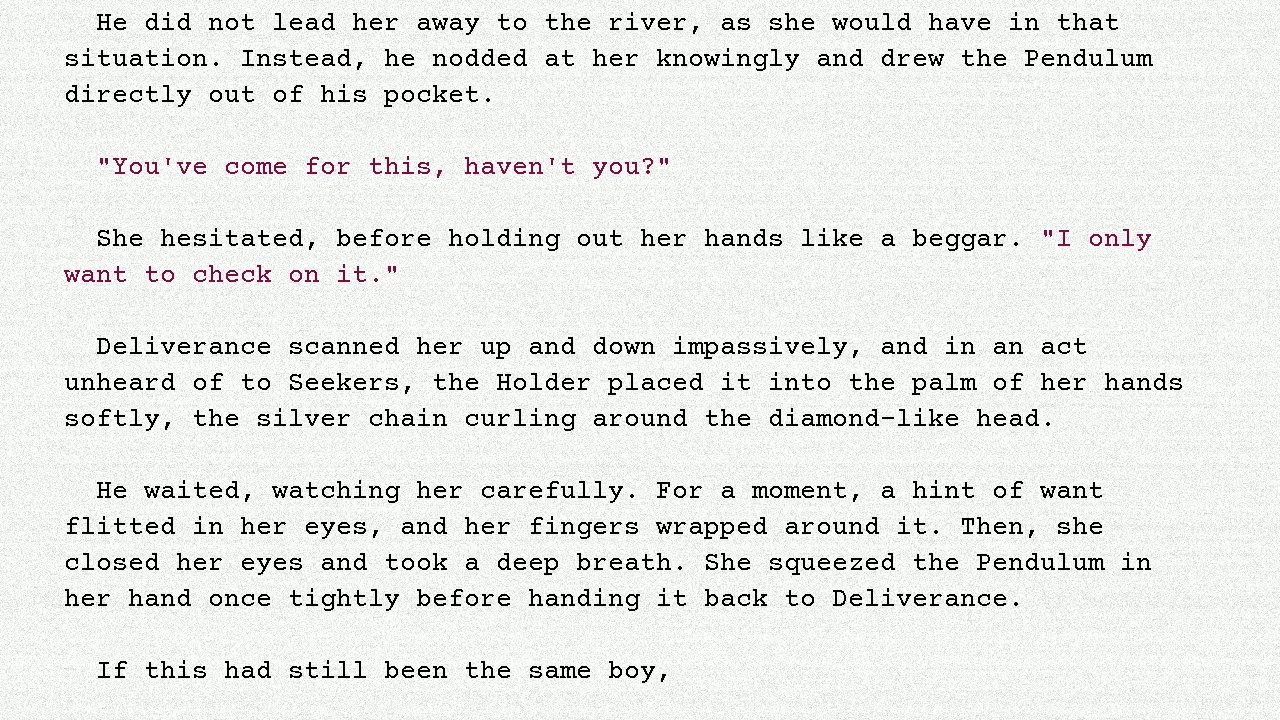 He did not lead her away to the river, as she would have in that
situation. Instead, he nodded at her knowingly and drew the Pendulum
directly out of his pocket.
"You've come for this, haven't you?"
She hesitated, before holding out her hands like a beggar. "I only
want to check on it."
Deliverance scanned her up and down impassively, and in an act
unheard of to Seekers, the Holder placed it into the palm of her hands
softly, the silver chain curling around the diamond-like head.
He waited, watching her carefully. For a moment, a hint of want
flitted in her eyes, and her fingers wrapped around it. Then, she
closed her eyes and took a deep breath. She squeezed the Pendulum in
her hand once tightly before handing it back to Deliverance.
If this had still been the same boy,